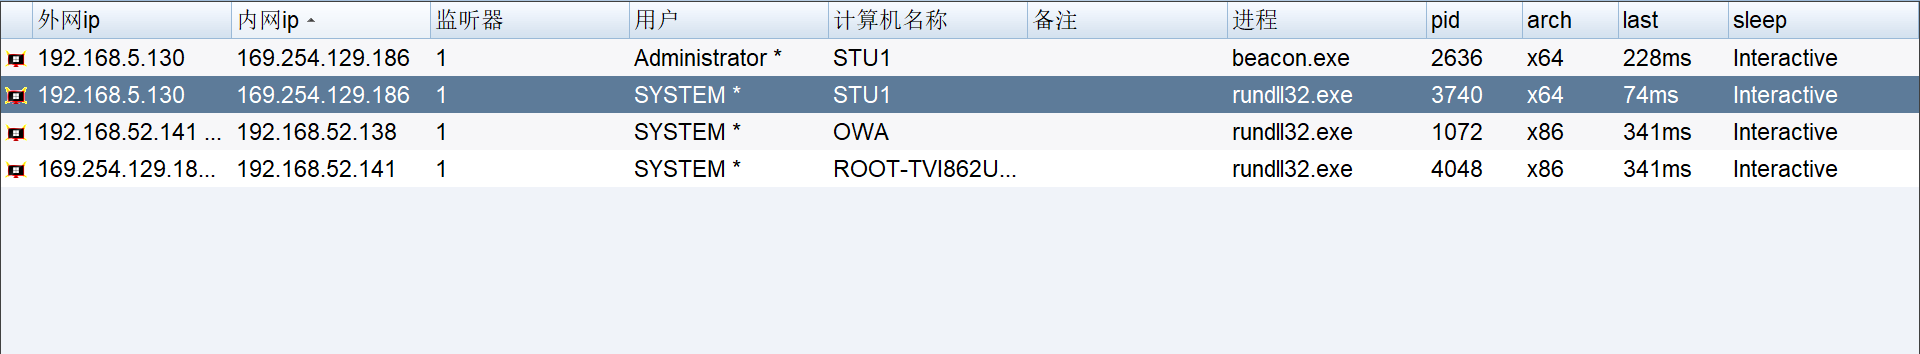 外网ip 内网ip 监听器 用户 计算机名称 备注 进程 pid arch last sleep
192.168.5.130 169.254.129.186 1 Administrator * STU1 beacon.exe 2636 x64 228ms Interactive
192.168.5.130 169.254.129.186 1 SYSTEM * STU1 rundll32.exe 3740 x64 74ms Interactive
192.168.52.141 ... 192.168.52.138 1 SYSTEM * OWA rundll32.exe 1072 x86 341ms Interactive
169.254.129.18... 192.168.52.141 1 SYSTEM * ROOT-TVI862U... rundll32.exe 4048 x86 341ms Interactive